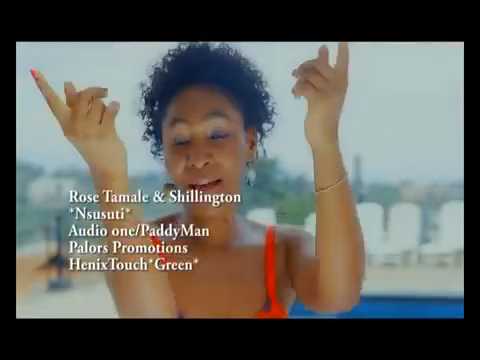 Rose Tamale & Shillington
*Nsusuti*
Audio one/PaddyMan
Palors Promotions
HenixTouch*Green*